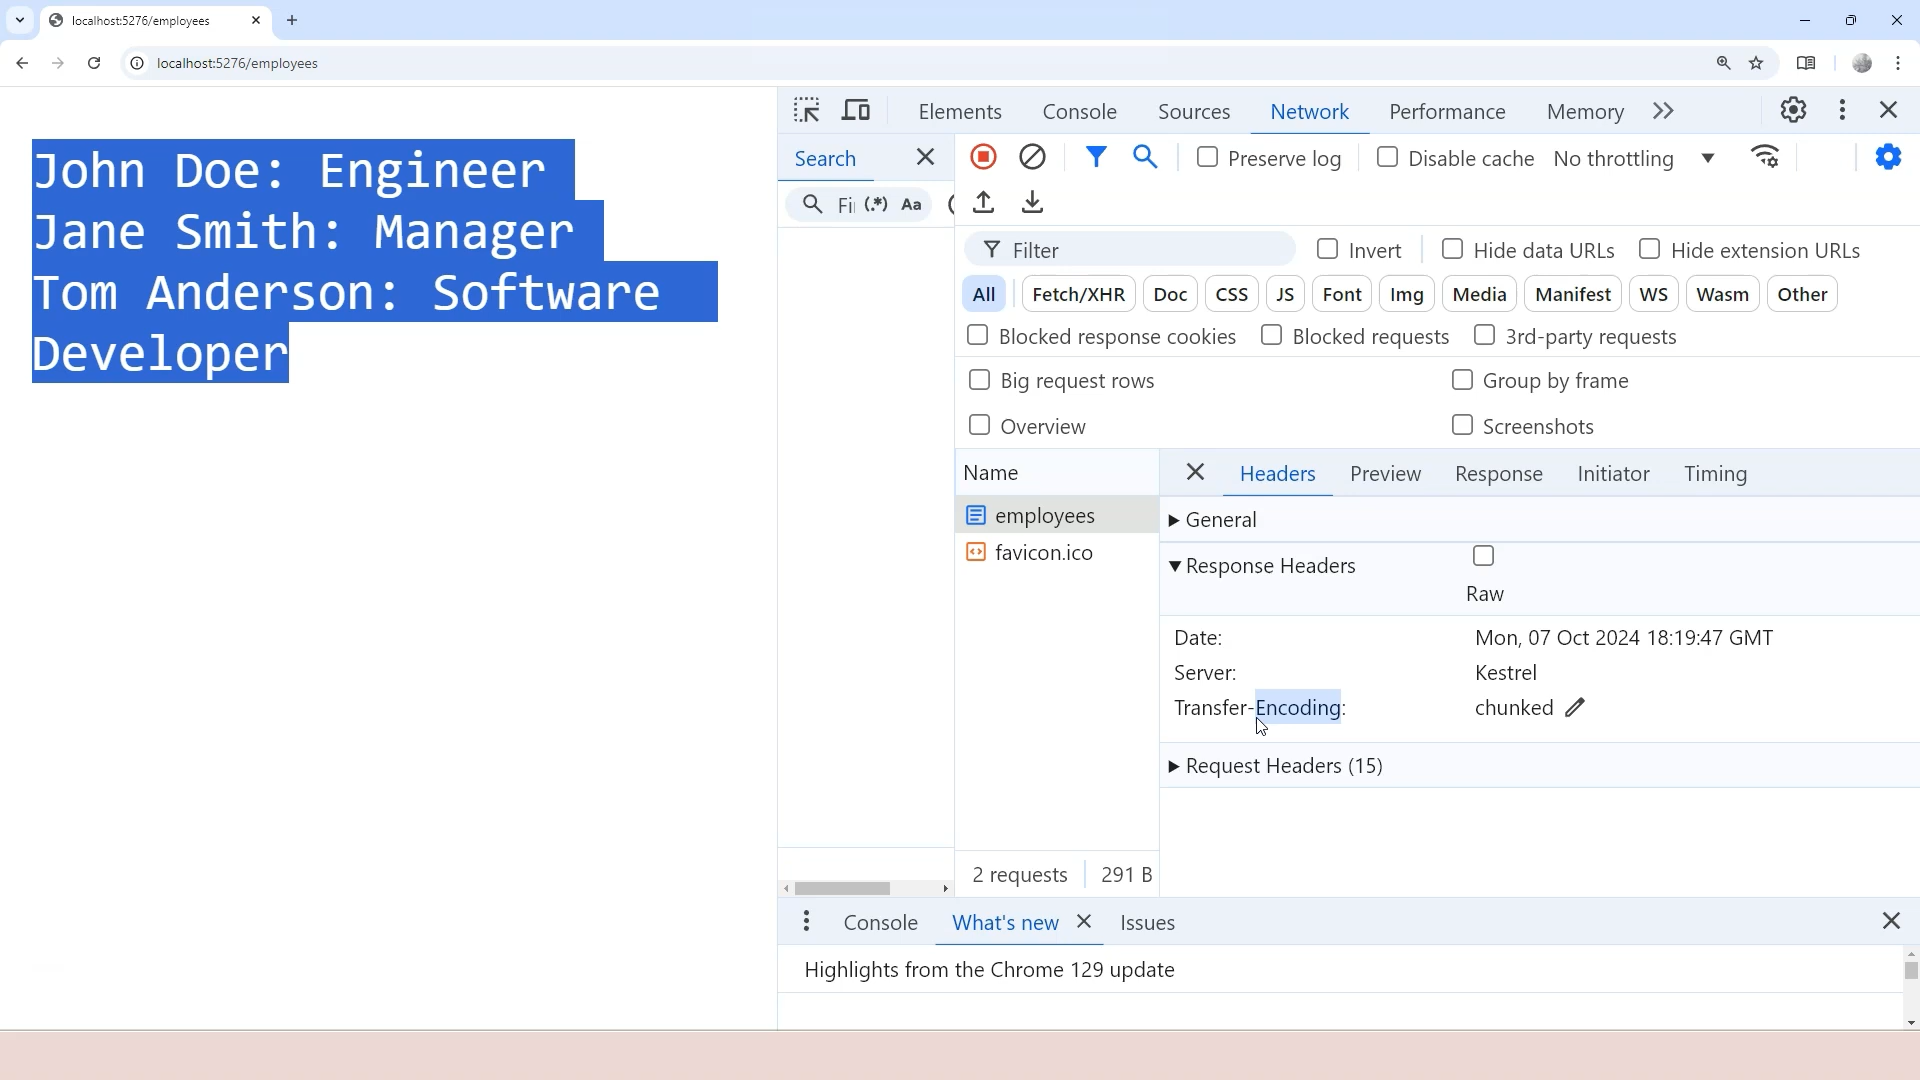 localhost:5276/employees
localhost:5276/employees
John Doe: Engineer
Jane Smith: Manager
Tom Anderson: Software
Developer
Elements Console Sources Network Performance Memory
Search
Preserve log Disable cache No throttling
Fi (.*) Aa
Filter Invert Hide data URLs Hide extension URLs
All Fetch/XHR Doc CSS JS Font Img Media Manifest WS Wasm Other
Blocked response cookies Blocked requests 3rd-party requests
Big request rows Group by frame
Overview Screenshots
Name Headers Preview Response Initiator Timing
employees
favicon.ico
General
Response Headers
Raw
Date: Mon, 07 Oct 2024 18:19:47 GMT
Server: Kestrel
Transfer-Encoding: chunked
Request Headers (15)
2 requests 291 B
Console What's new Issues
Highlights from the Chrome 129 update